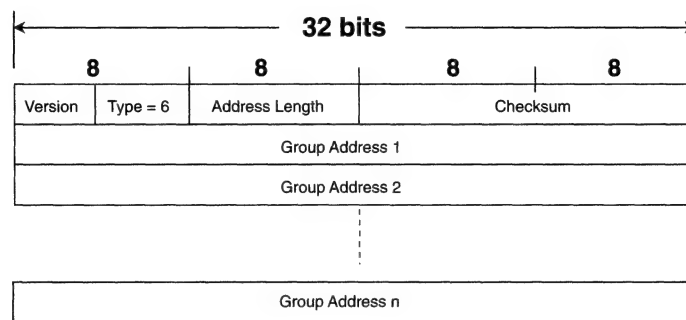 32 bits
8 8 8 8
Version Type = 6 Address Length Checksum
Group Address 1
Group Address 2
Group Address n